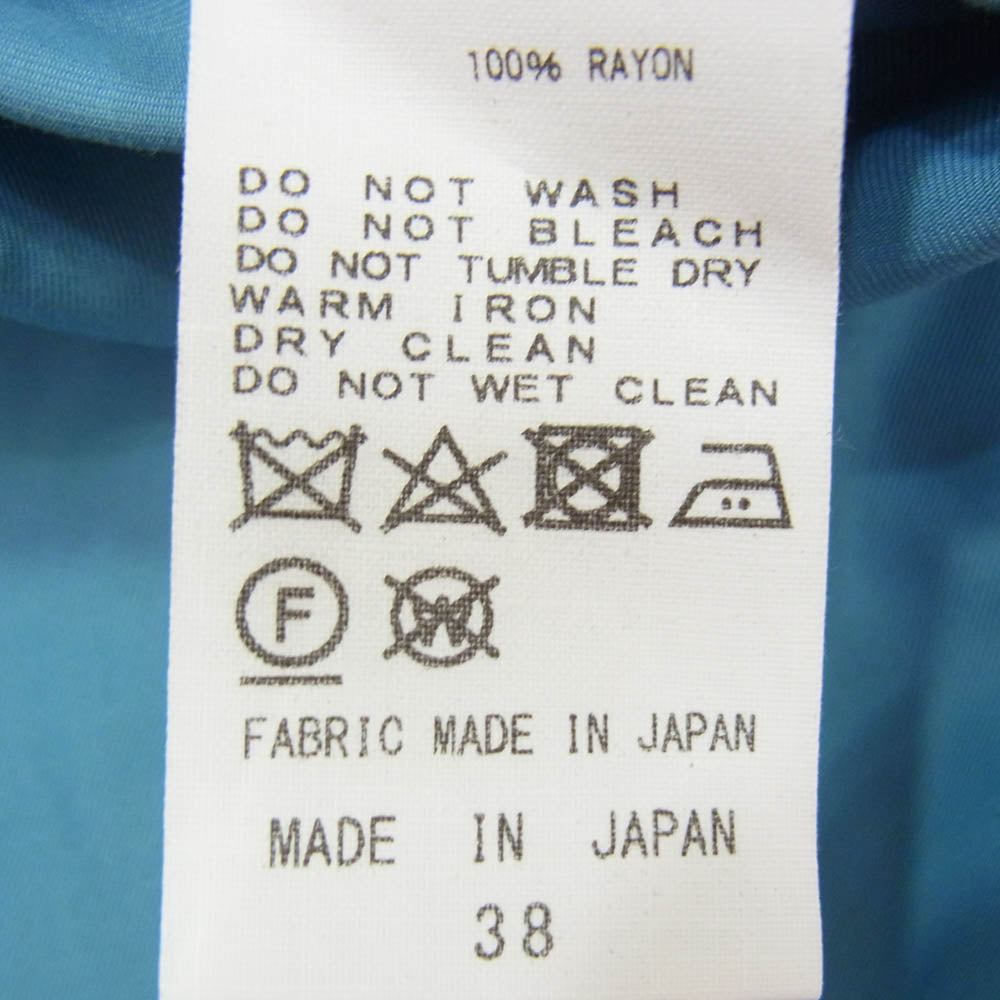 100% RAYON
DO NOT WASH
DO NOT BLEACH
DO NOT TUMBLE DRY
WARM IRON
DRY CLEAN
DO NOT WET CLEAN
F W
FABRIC MADE IN JAPAN
MADE IN JAPAN
38